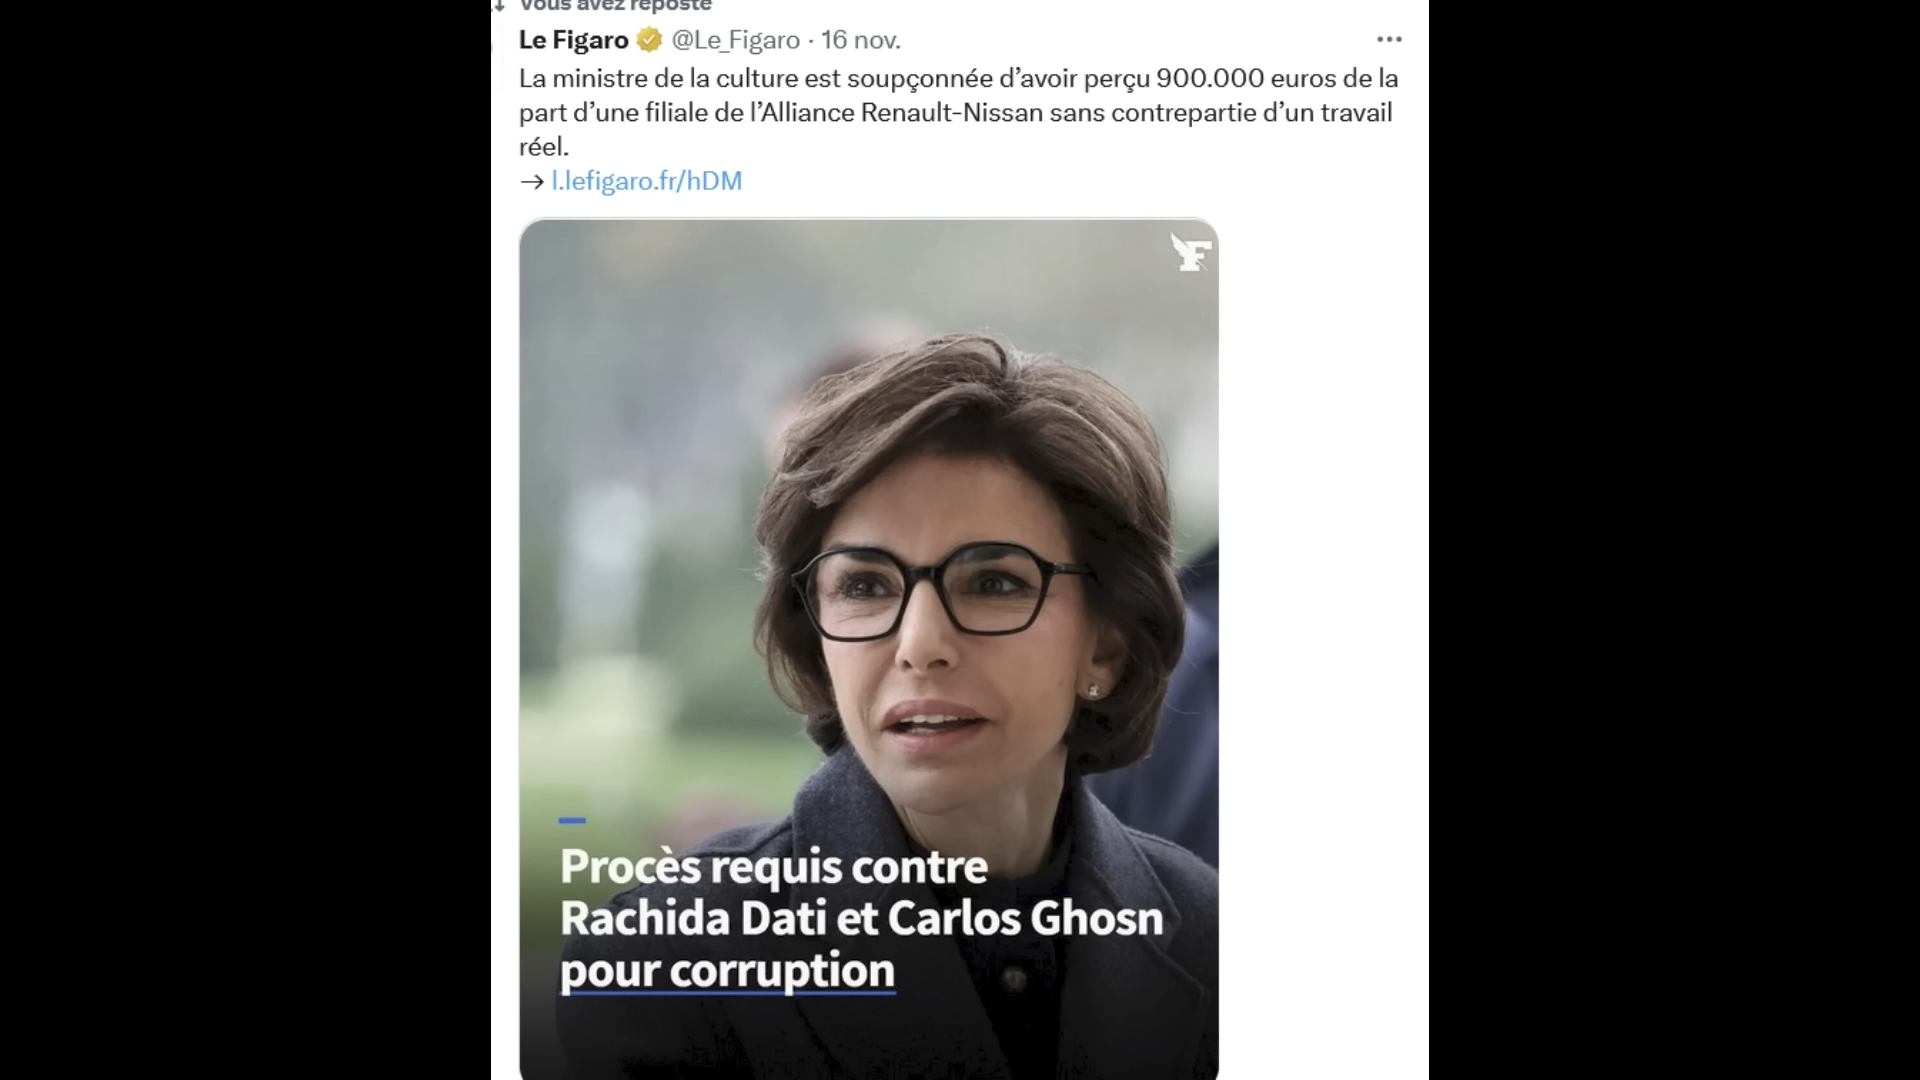 Vous avez reposté
Le Figaro @Le_Figaro · 16 nov.
La ministre de la culture est soupçonnée d’avoir perçu 900.000 euros de la
part d’une filiale de l’Alliance Renault-Nissan sans contrepartie d’un travail
réel.
→ l.lefigaro.fr/hDM
F
Procès requis contre
Rachida Dati et Carlos Ghosn
pour corruption